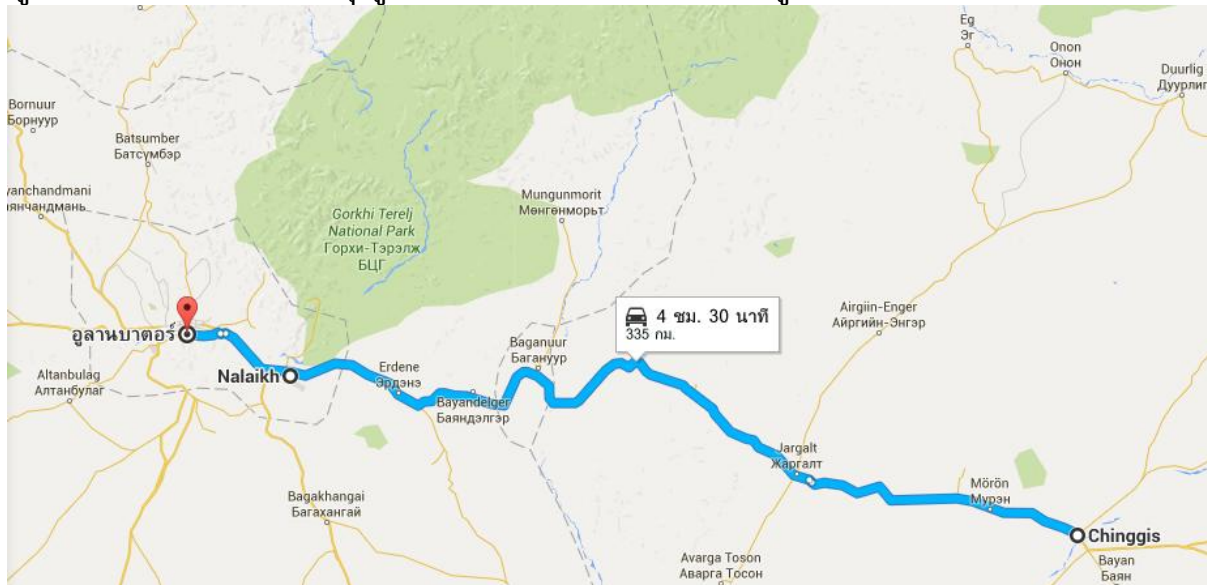 Eg
Эг
Onon
Онон
Duurlig
Дуурлиг
Bornuur
Борнуур
Batsumber
Батсүмбэр
yanchandmani
янчандмань
Mungunmorit
Мөнгөнморьт
Gorkhi Terelj
National Park
Горхи-Тэрэлж
БЦГ
4 ชม. 30 นาที
335 กม.
Airgiin-Enger
Айргийн-Энгэр
อูลานบาตอร์
Baganuur
Багануур
Nalaikh
Erdene
Эрдэнэ
Altanbulag
Алтанбулаг
Bayandelger
Баяндэлгэр
Jargalt
Жаргалт
Mörön
Мурэн
Bagakhangai
Багахангай
Chinggis
Avarga Toson
Аварга Тосон
Bayan
Баян